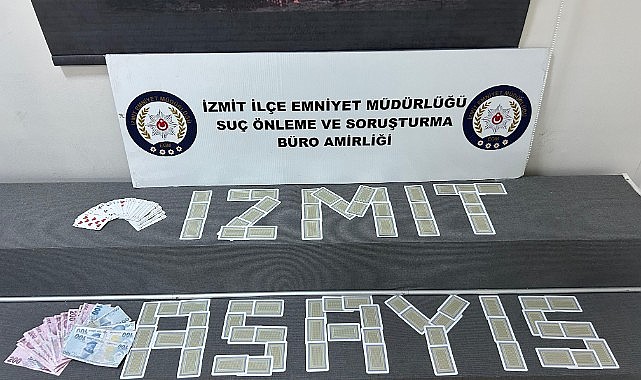 İZMİT İLÇE EMNİYET MÜDÜRLÜĞÜ
SUÇ ÖNLEME VE SORUŞTURMA
BÜRO AMİRLİĞİ
IZMIT
ASAYIS